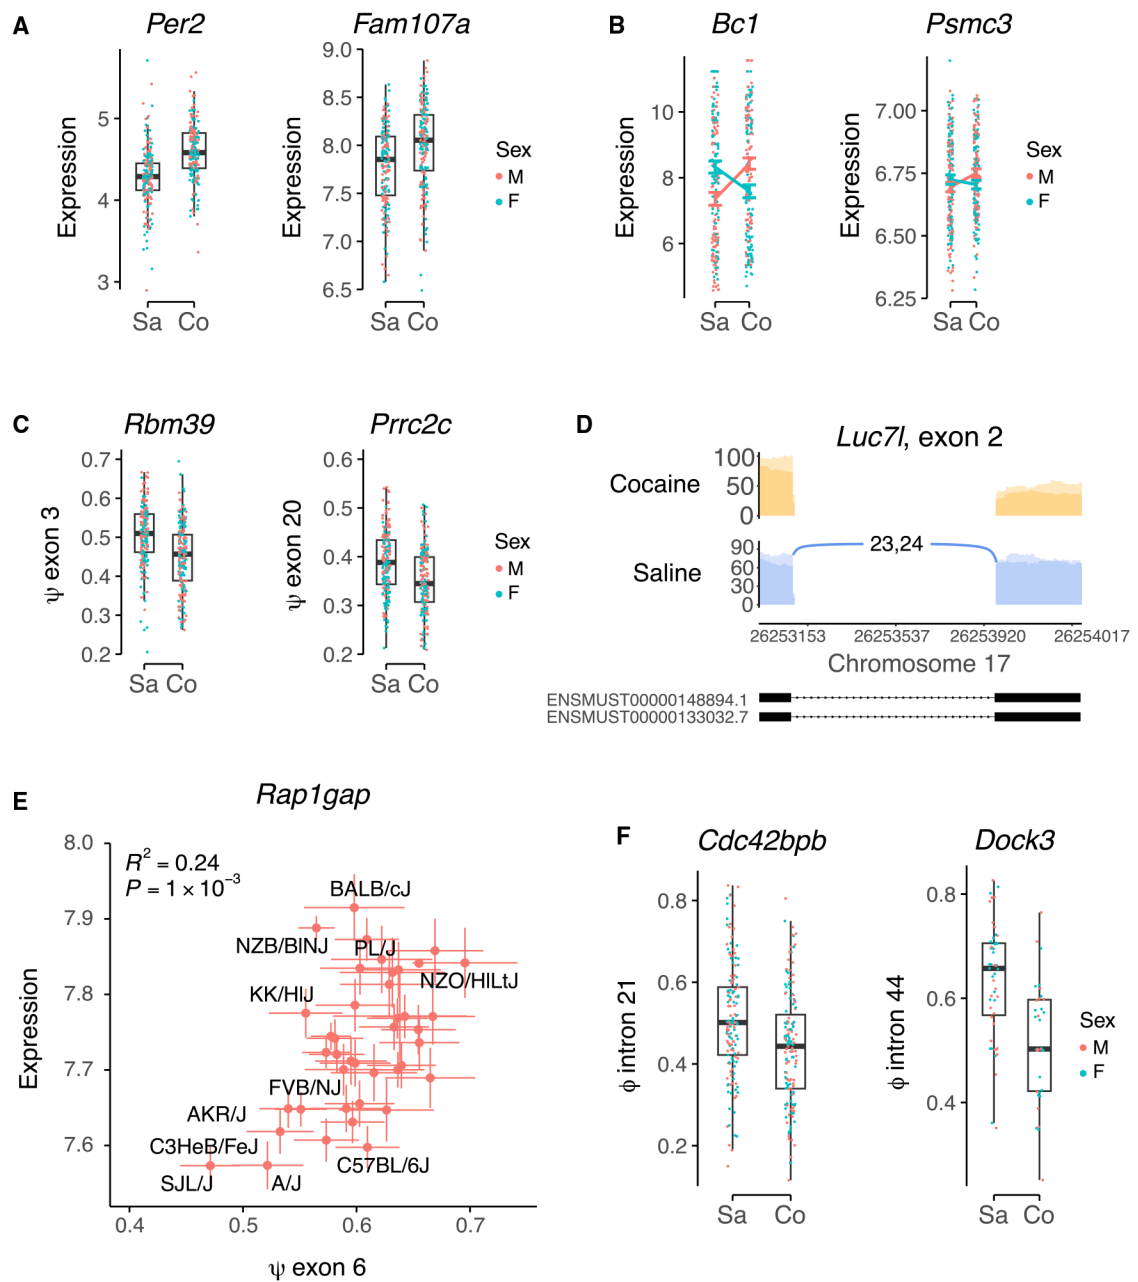 A
Per2
Fam107a
Expression
5
4
3
Sa Co
Expression
9.0
8.5
8.0
7.5
7.0
6.5
Sa Co
Sex
M
F
B
Bc1
Psmc3
Expression
10
8
6
Sa Co
Expression
7.00
6.75
6.50
6.25
Sa Co
Sex
M
F
C
Rbm39
Prrc2c
ψ exon 3
0.7
0.6
0.5
0.4
0.3
0.2
Sa Co
ψ exon 20
0.6
0.5
0.4
0.3
0.2
Sa Co
Sex
M
F
D
Luc7l, exon 2
Cocaine
100
50
0
Saline
90
60
30
0
23,24
26253153 26253537 26253920 26254017
Chromosome 17
ENSMUST00000148894.1
ENSMUST00000133032.7
E
Rap1gap
Expression
8.0
7.9
7.8
7.7
7.6
R² = 0.24
P = 1 × 10⁻³
BALB/cJ
NZB/BlNJ
PL/J
NZO/HILtJ
KK/HIJ
FVB/NJ
AKR/J
C3HeB/FeJ
C57BL/6J
SJL/J
A/J
0.4 0.5 0.6 0.7
ψ exon 6
F
Cdc42bpb
Dock3
ϕ intron 21
0.8
0.6
0.4
0.2
Sa Co
ϕ intron 44
0.8
0.6
0.4
Sa Co
Sex
M
F